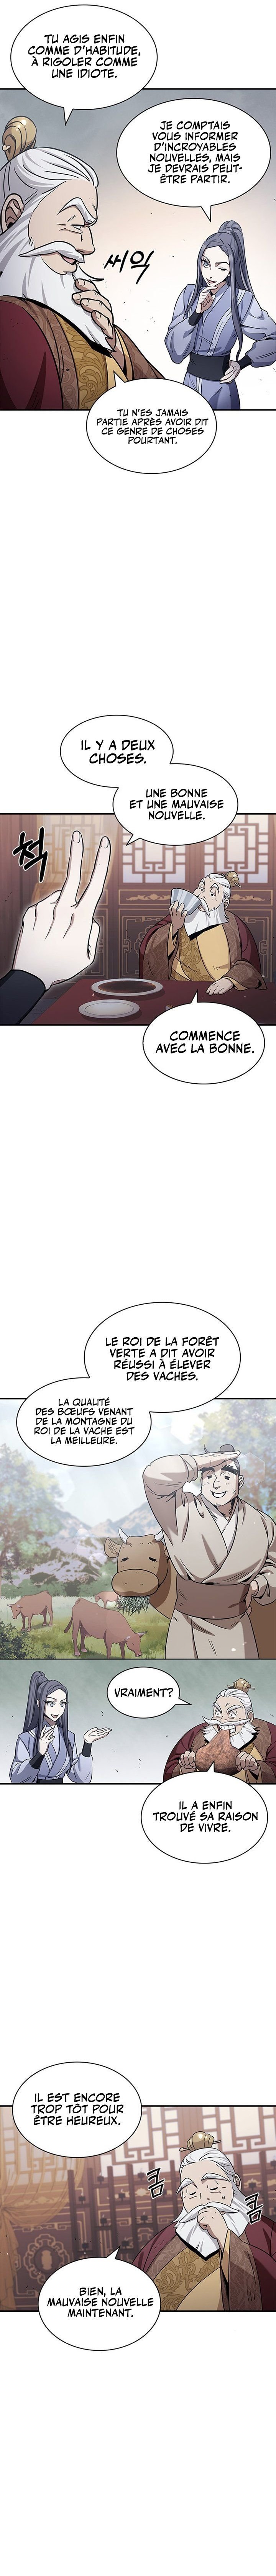 TU AGIS ENFIN
COMME D'HABITUDE,
À RIGOLER COMME
UNE IDIOTE.
JE COMPTAIS
VOUS INFORMER
D'INCROYABLES
NOUVELLES, MAIS
JE DEVRAIS PEUT-
ÊTRE PARTIR.
씨익
TU N'ES JAMAIS
PARTIE APRÈS AVOIR DIT
CE GENRE DE CHOSES
POURTANT.
IL Y A DEUX
CHOSES.
UNE BONNE
ET UNE MAUVAISE
NOUVELLE.
척
COMMENCE
AVEC LA BONNE.
LE ROI DE LA FORÊT
VERTE A DIT AVOIR
RÉUSSI À ÉLEVER
DES VACHES.
LA QUALITÉ
DES BŒUFS VENANT
DE LA MONTAGNE DU
ROI DE LA VACHE EST
LA MEILLEURE.
VRAIMENT?
IL A ENFIN
TROUVÉ SA RAISON
DE VIVRE.
IL EST ENCORE
TROP TÔT POUR
ÊTRE HEUREUX.
큼
큼
BIEN, LA
MAUVAISE NOUVELLE
MAINTENANT.